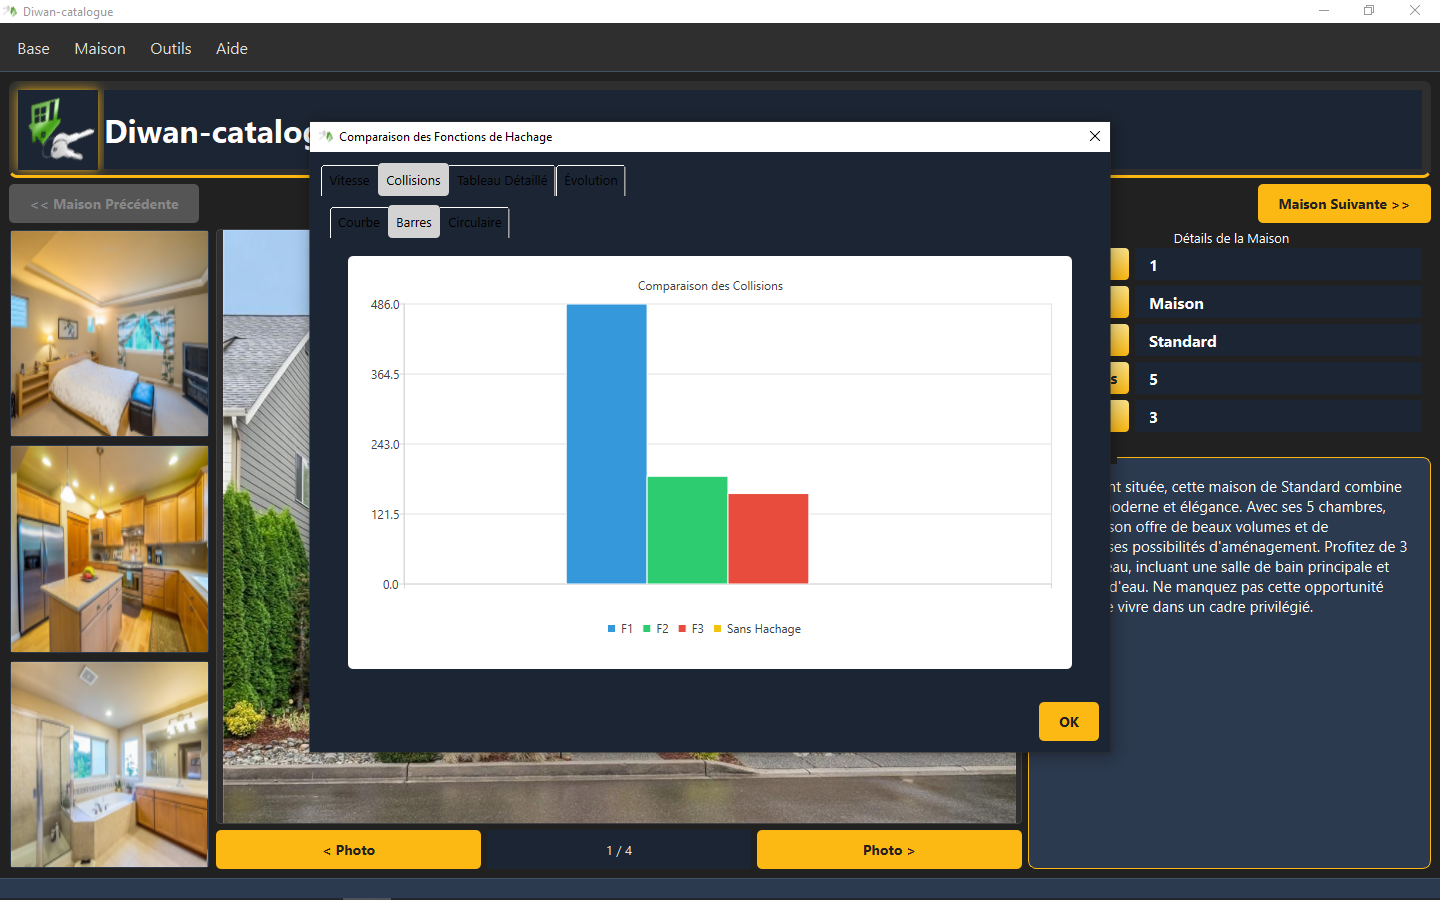 Diwan-catalogue
Base Maison Outils Aide
Diwan-catalog
Comparaison des Fonctions de Hachage
Vitesse Collisions Tableau Détaillé Évolution
Courbe Barres Circulaire
<< Maison Précédente
Maison Suivante >>
Comparaison des Collisions
486.0
364.5
243.0
121.5
0.0
F1 F2 F3 Sans Hachage
OK
Détails de la Maison
1
Maison
Standard
s 5
3
nt située, cette maison de Standard combine
oderne et élégance. Avec ses 5 chambres,
son offre de beaux volumes et de
ses possibilités d'aménagement. Profitez de 3
eau, incluant une salle de bain principale et
d'eau. Ne manquez pas cette opportunité
e vivre dans un cadre privilégié.
< Photo
1 / 4
Photo >